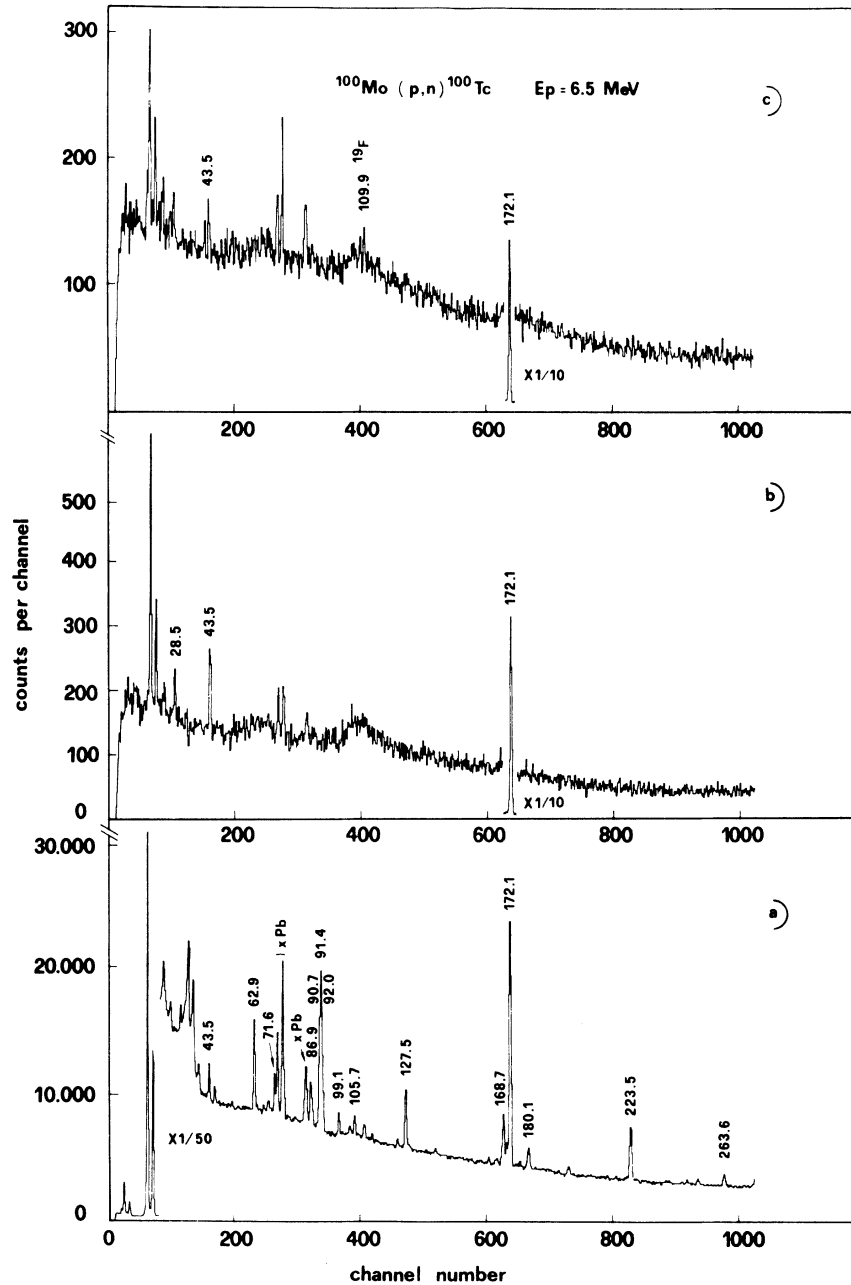 300
200
100
200 400 600 800 1000
¹⁰⁰Mo (p,n) ¹⁰⁰Tc Ep = 6.5 MeV
c)
43.5
109.9 ¹⁹F
172.1
X1/10
500
400
300
200
100
0
200 400 600 800 1000
b)
28.5
43.5
172.1
X1/10
counts per channel
30.000
20.000
10.000
0
0 200 400 600 800 1000
a)
X1/50
43.5
62.9
71.6
x Pb
x Pb
86.9
90.7
91.4
92.0
99.1
105.7
127.5
168.7
172.1
180.1
223.5
263.6
channel number